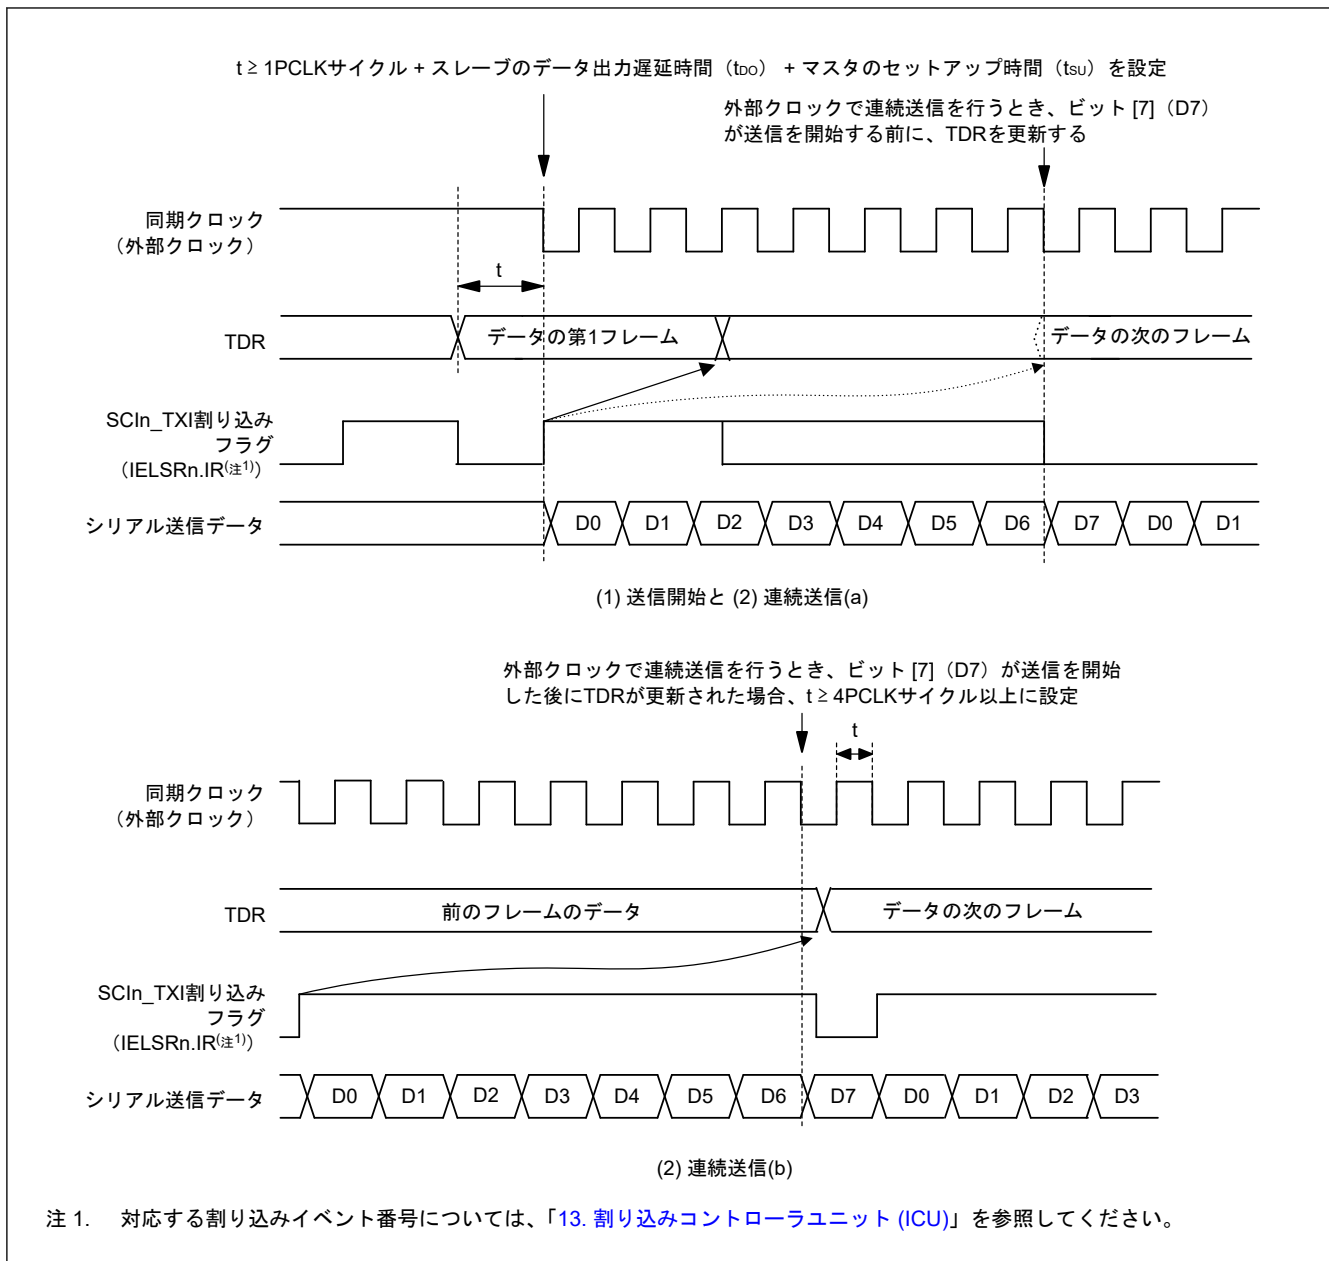 t ≥ 1PCLKサイクル + スレーブのデータ出力遅延時間（tDO） + マスタのセットアップ時間（tSU）を設定
外部クロックで連続送信を行うとき、ビット [7]（D7）
が送信を開始する前に、TDRを更新する
同期クロック
（外部クロック）
t
TDR
データの第1フレーム
データの次のフレーム
SCIn_TXI割り込み
フラグ
（IELSRn.IR(注1)）
シリアル送信データ
D0 D1 D2 D3 D4 D5 D6 D7 D0 D1
(1) 送信開始と (2) 連続送信(a)
外部クロックで連続送信を行うとき、ビット [7]（D7）が送信を開始
した後にTDRが更新された場合、t ≥ 4PCLKサイクル以上に設定
t
同期クロック
（外部クロック）
TDR
前のフレームのデータ
データの次のフレーム
SCIn_TXI割り込み
フラグ
（IELSRn.IR(注1)）
シリアル送信データ
D0 D1 D2 D3 D4 D5 D6 D7 D0 D1 D2 D3
(2) 連続送信(b)
注 1. 対応する割り込みイベント番号については、「13. 割り込みコントローラユニット (ICU)」を参照してください。